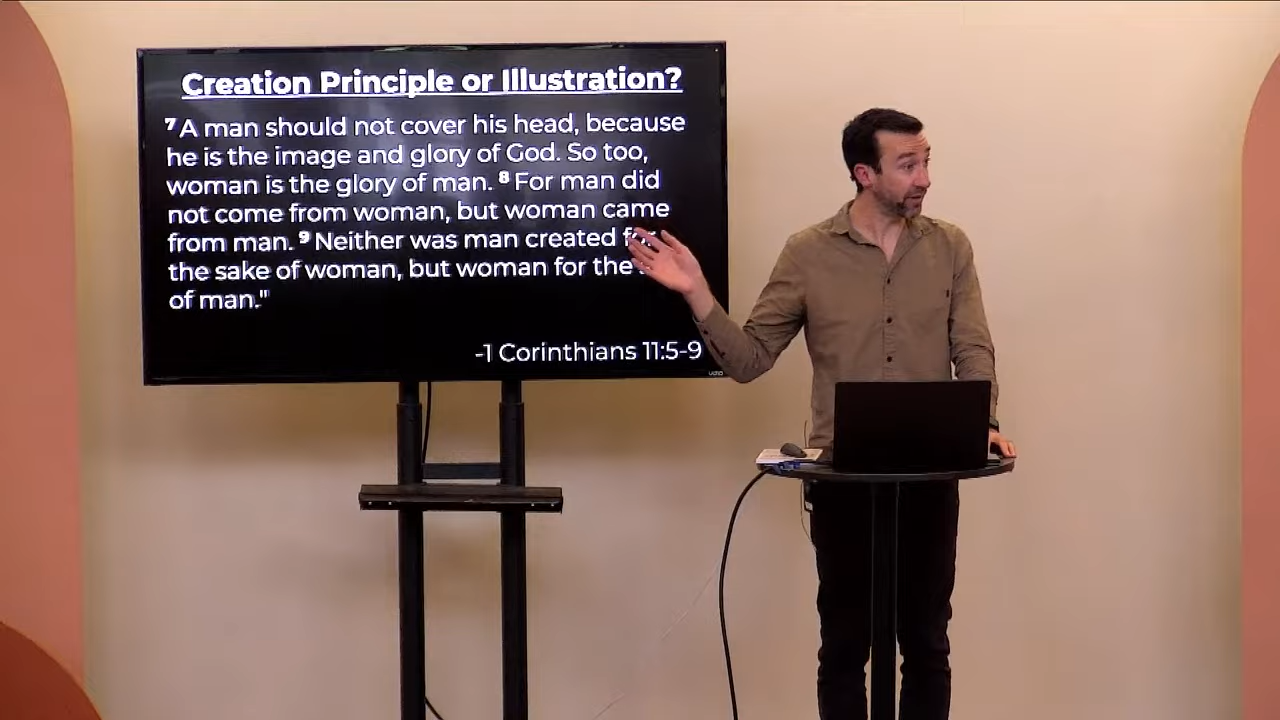 Creation Principle or Illustration?
7 A man should not cover his head, because
he is the image and glory of God. So too,
woman is the glory of man. 8 For man did
not come from woman, but woman came
from man. 9 Neither was man created for
the sake of woman, but woman for the
of man."
-1 Corinthians 11:5-9